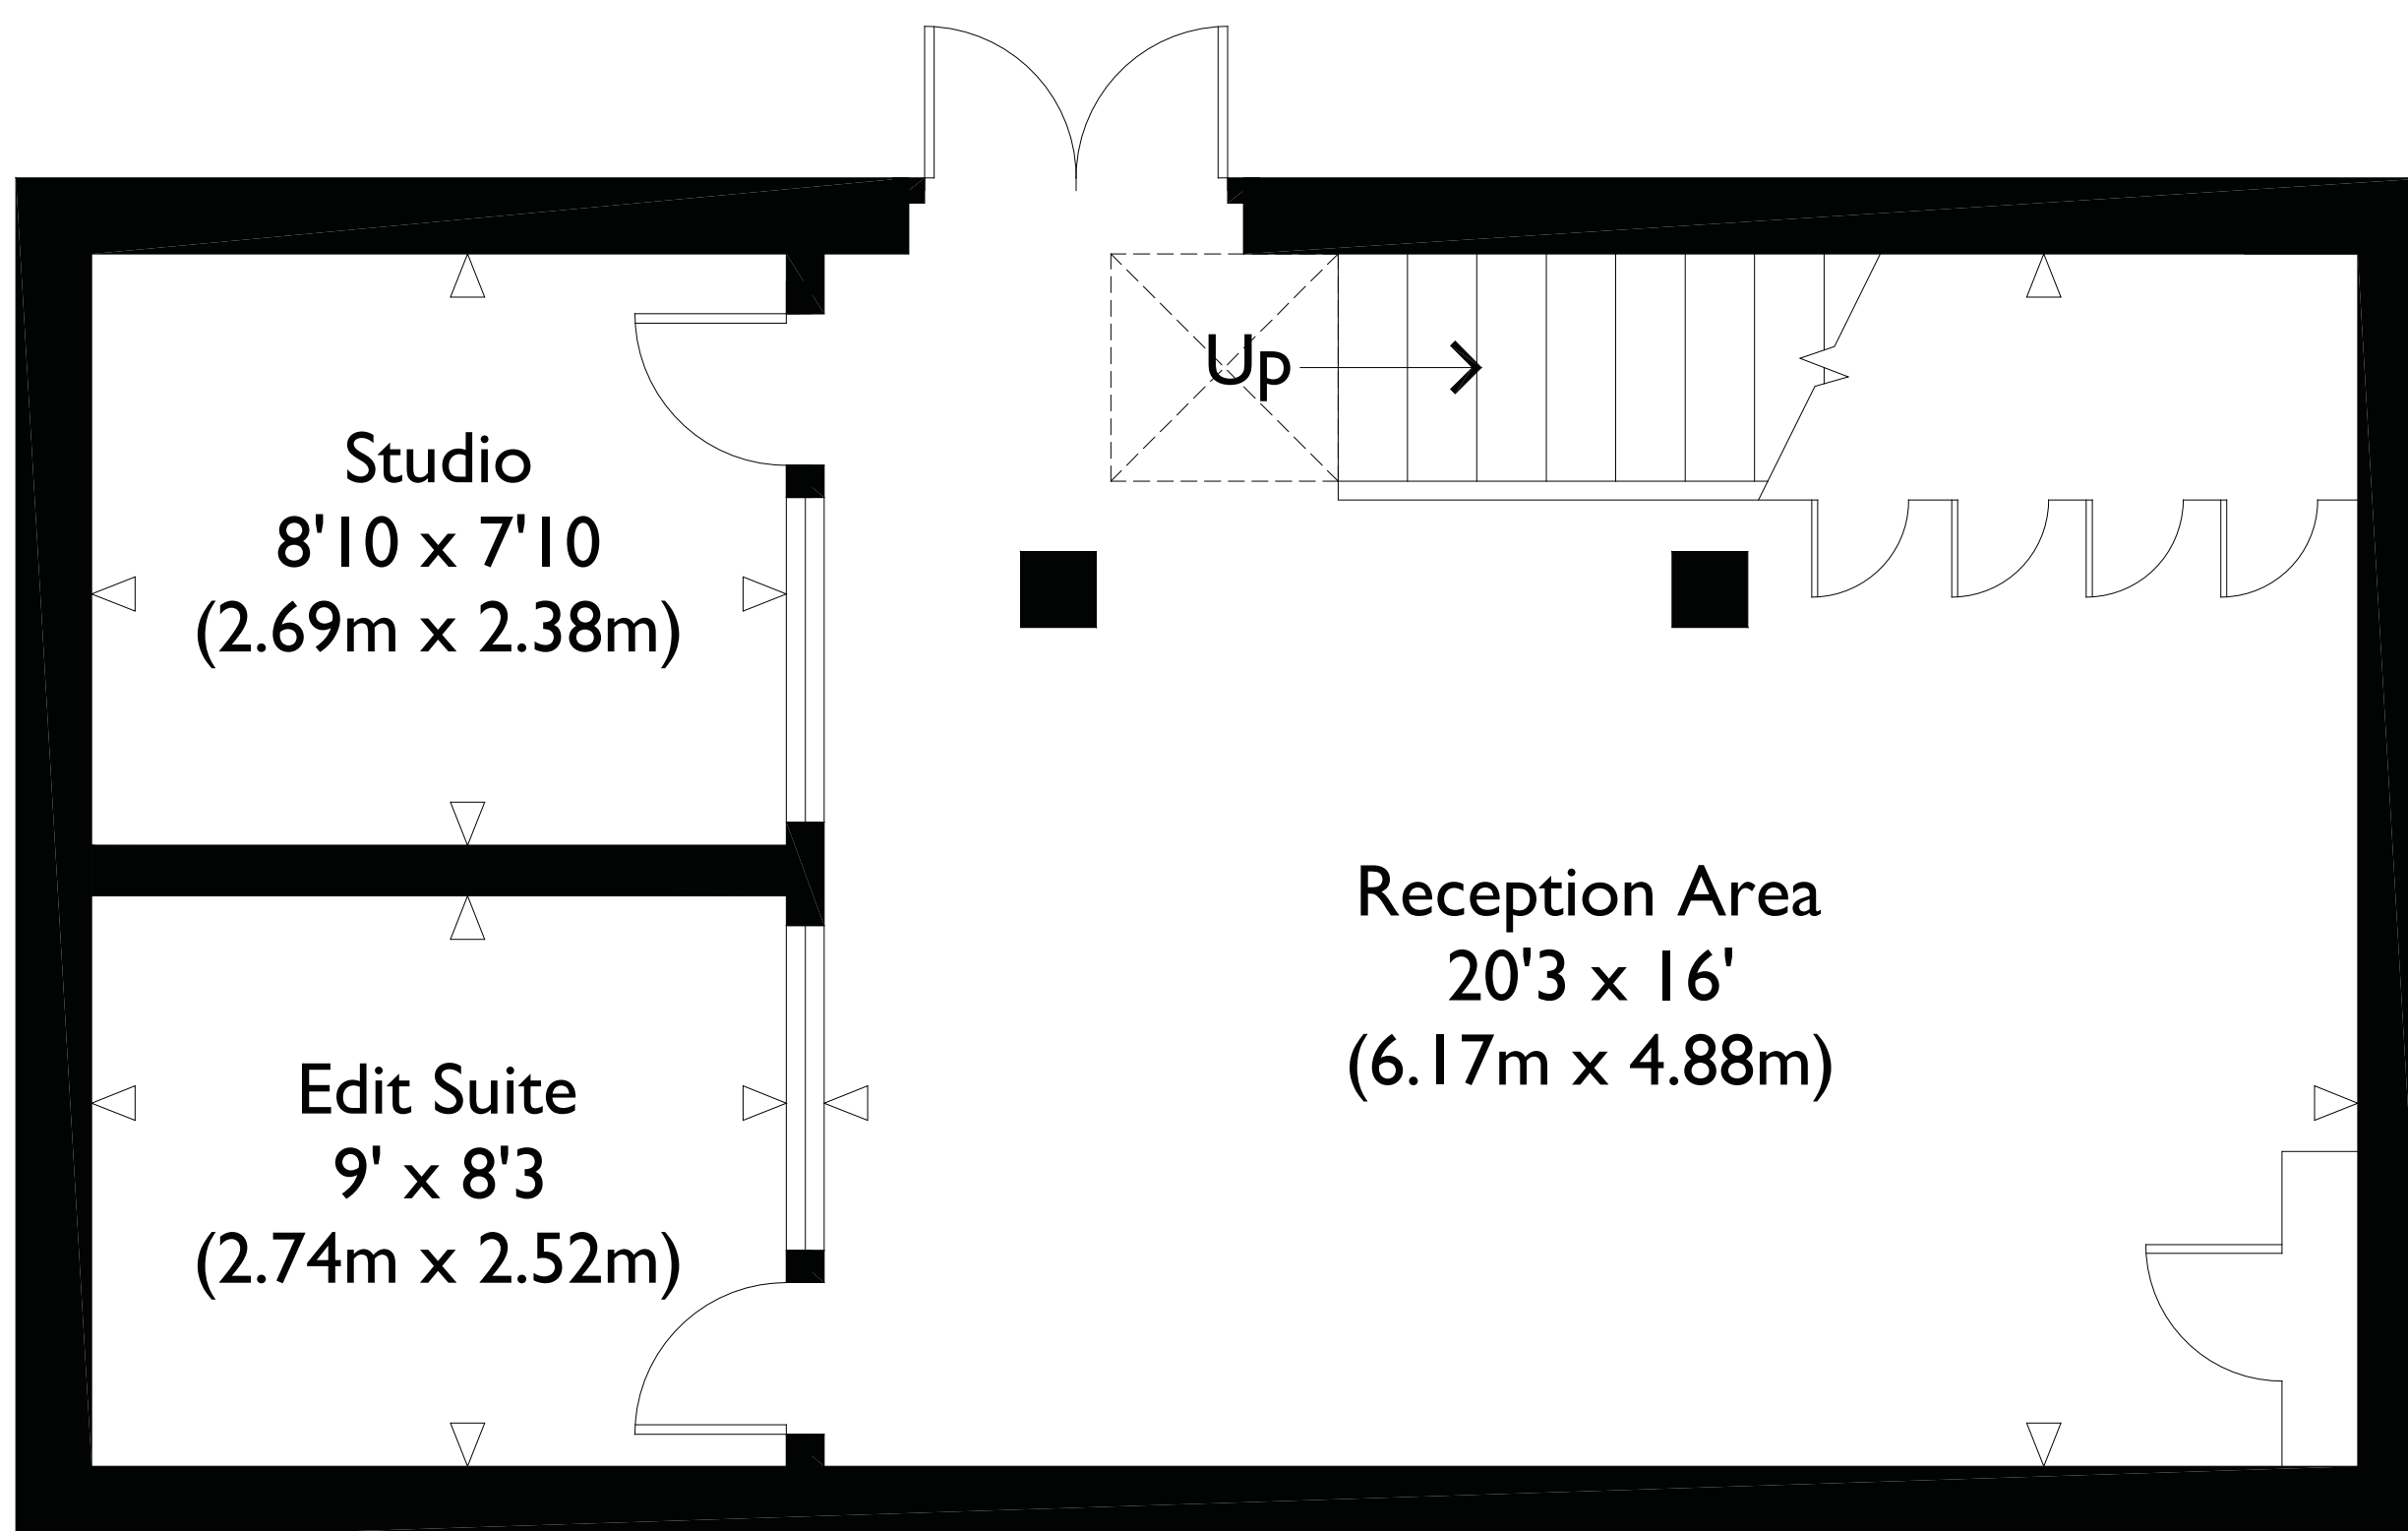 Up
Studio
8'10 x 7'10
(2.69m x 2.38m)
Reception Area
20'3 x 16'
(6.17m x 4.88m)
Edit Suite
9' x 8'3
(2.74m x 2.52m)